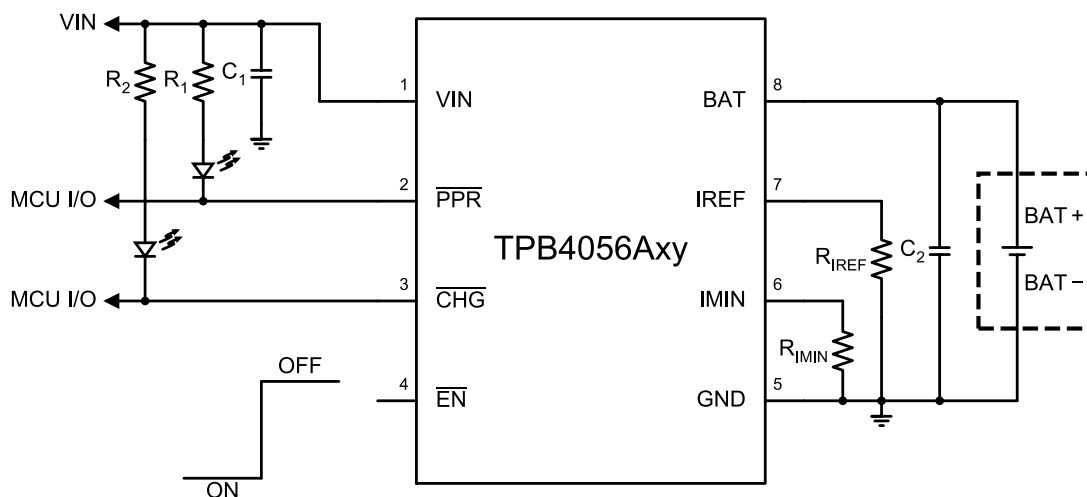 VIN
R2
R1
C1
1
VIN
BAT
8
MCU I/O
2
PPR
IREF
7
TPB4056Axy
RIREF
C2
BAT+
BAT−
MCU I/O
3
CHG
IMIN
6
RIMIN
OFF
4
EN
GND
5
ON